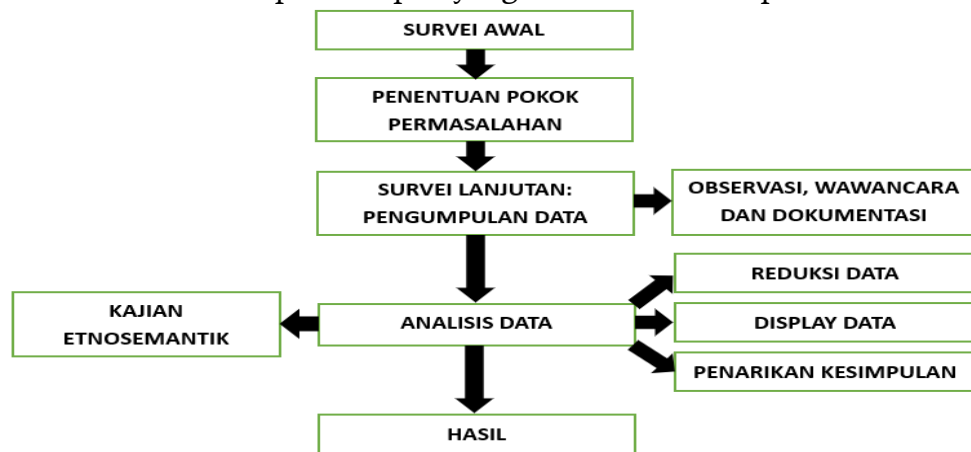 SURVEI AWAL
PENENTUAN POKOK
PERMASALAHAN
SURVEI LANJUTAN:
PENGUMPULAN DATA
OBSERVASI, WAWANCARA
DAN DOKUMENTASI
REDUKSI DATA
KAJIAN
ETNOSEMANTIK
ANALISIS DATA
DISPLAY DATA
PENARIKAN KESIMPULAN
HASIL